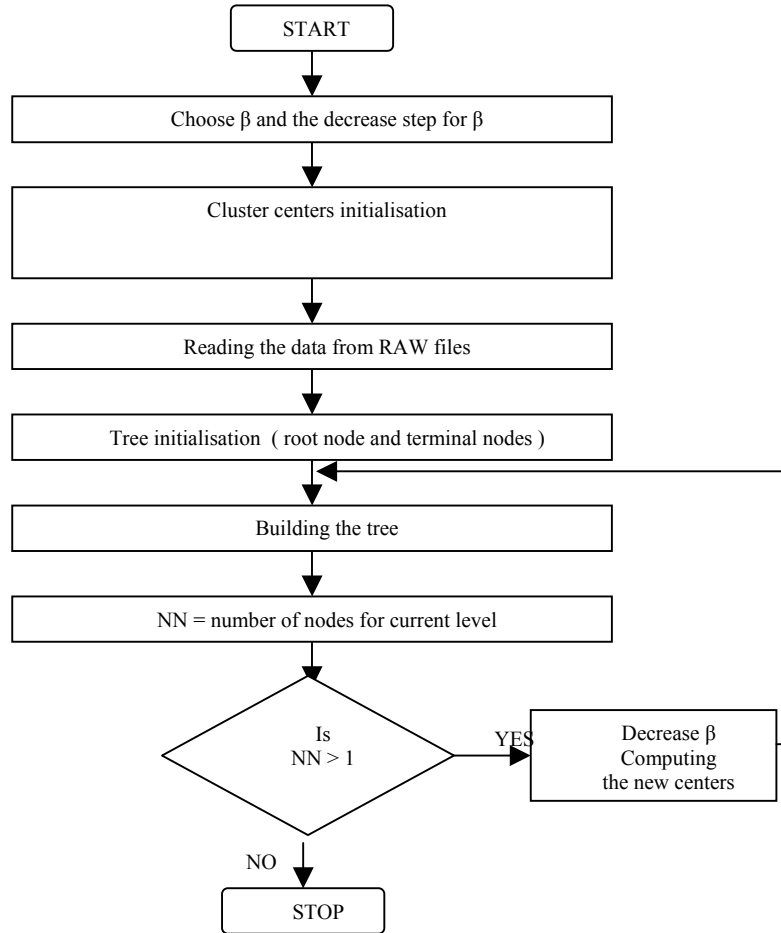 START
Choose β and the decrease step for β
Cluster centers initialisation
Reading the data from RAW files
Tree initialisation ( root node and terminal nodes )
Building the tree
NN = number of nodes for current level
Is
NN > 1
YES
Decrease β
Computing
the new centers
NO
STOP